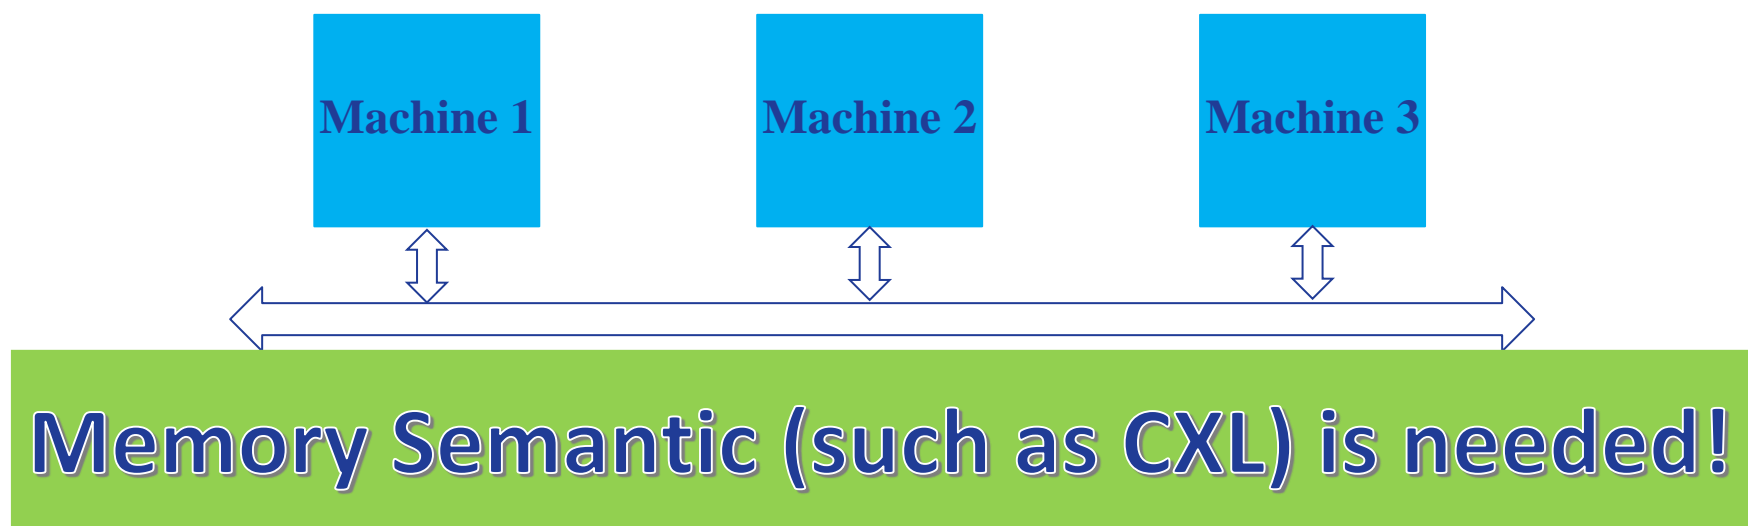 Machine 1
Machine 2
Machine 3
Memory Semantic (such as CXL) is needed!